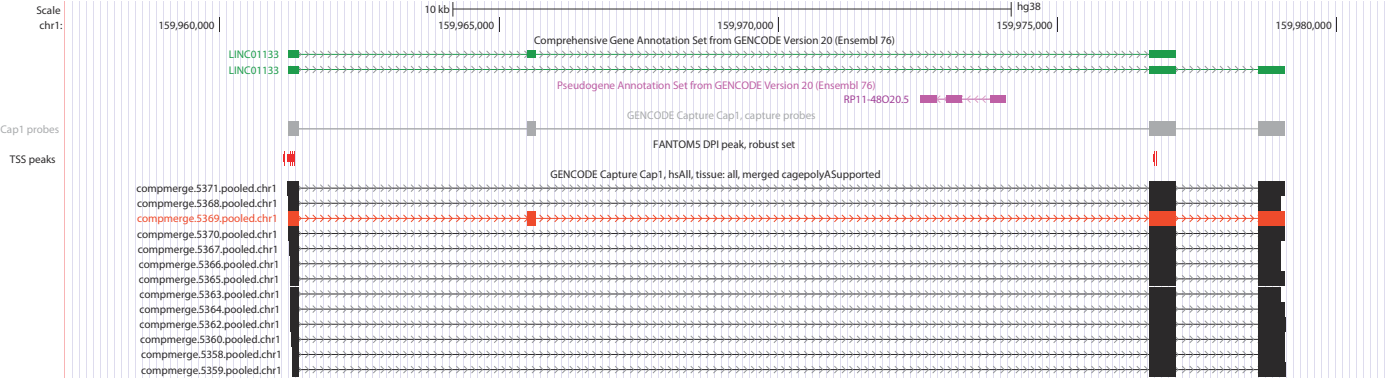 Scale 10 kb hg38
chr1: 159,960,000 159,965,000 159,970,000 159,975,000 159,980,000
Comprehensive Gene Annotation Set from GENCODE Version 20 (Ensembl 76)
LINC01133
LINC01133
Pseudogene Annotation Set from GENCODE Version 20 (Ensembl 76)
RP11-48O20.5
GENCODE Capture Cap1, capture probes
Cap1 probes
FANTOM5 DPI peak, robust set
TSS peaks
GENCODE Capture Cap1, hsAll, tissue: all, merged cagepolyASupported
compmerge.5371.pooled.chr1
compmerge.5368.pooled.chr1
compmerge.5369.pooled.chr1
compmerge.5370.pooled.chr1
compmerge.5367.pooled.chr1
compmerge.5366.pooled.chr1
compmerge.5365.pooled.chr1
compmerge.5363.pooled.chr1
compmerge.5364.pooled.chr1
compmerge.5362.pooled.chr1
compmerge.5360.pooled.chr1
compmerge.5358.pooled.chr1
compmerge.5359.pooled.chr1